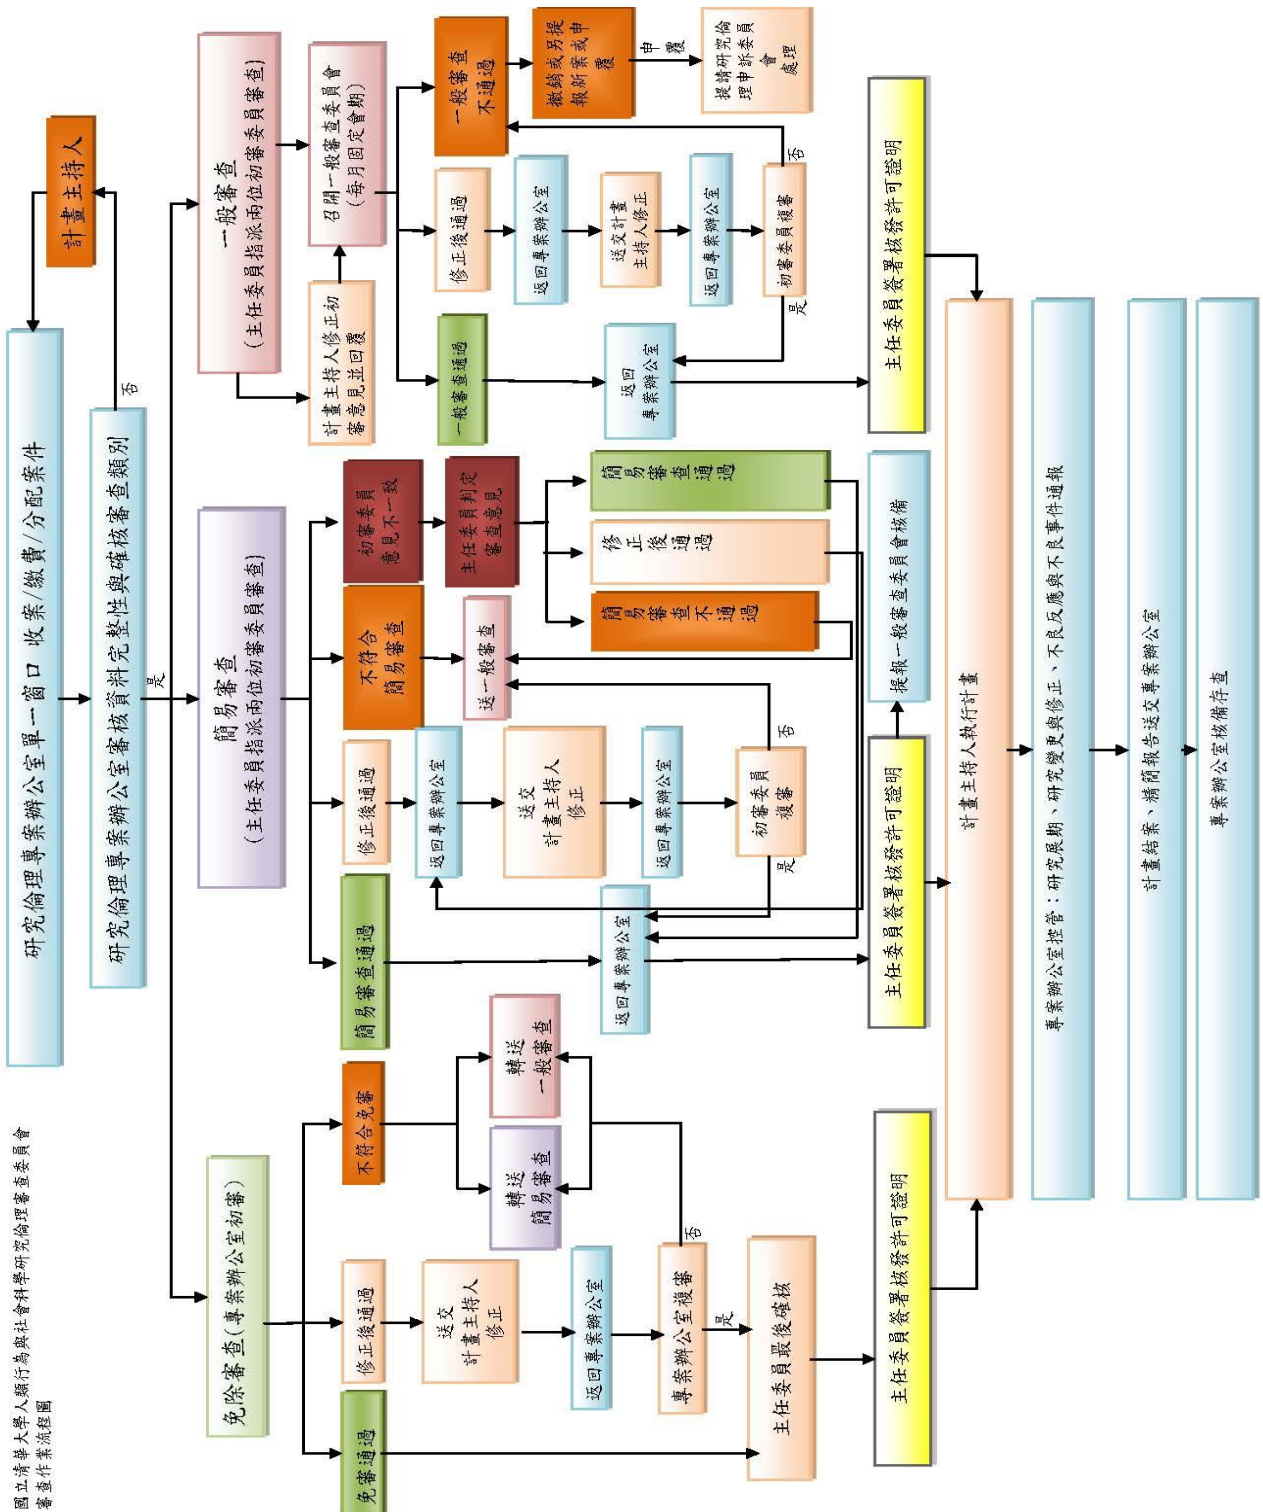 國立清華大學人類行為與社會科學研究倫理審查委員會
審查作業流程圖
研究倫理專案辦公室單一窗口 收案/繳費/分配案件
計畫主持人
研究倫理專案辦公室審核資料完整性與確核審查類別
否
是
免除審查(專案辦公室初審)
簡易審查
(主任委員指派兩位初審委員審查)
一般審查
(主任委員指派兩位初審委員審查)
計畫主持人修正初
審意見並回覆
召開一般審查委員會
(每月固定會期)
免審通過
修正後通過
不符合免審
送交
計畫主持人
修正
轉送
簡易審查
轉送
一般審查
返回專案辦公室
專案辦公室複審
否
是
主任委員最後確核
主任委員簽署核發許可證明
簡易審查通過
修正後通過
不符合
簡易審查
初審委員
意見不一致
返回專案辦公室
送一般審查
主任委員判定
審查意見
送交
計畫主持人
修正
簡易審查不通過
修正後通過
簡易審查通過
返回專案辦公室
返回專案辦公室
初審委員
複審
否
是
主任委員簽署核發許可證明
提報一般審查委員會核備
一般審查通過
修正後通過
一般審查
不通過
返回專案辦公室
撤銷或另提
報新案或申
覆
申覆
提請研究倫
理申訴委員
會
處理
送交計畫
主持人修正
返回
專案辦公室
返回專案辦公室
初審委員複審
否
是
主任委員簽署核發許可證明
計畫主持人執行計畫
專案辦公室控管：研究展期、研究變更與修正、不良反應與不良事件通報
計畫結案、精簡報告送交專案辦公室
專案辦公室核備存查